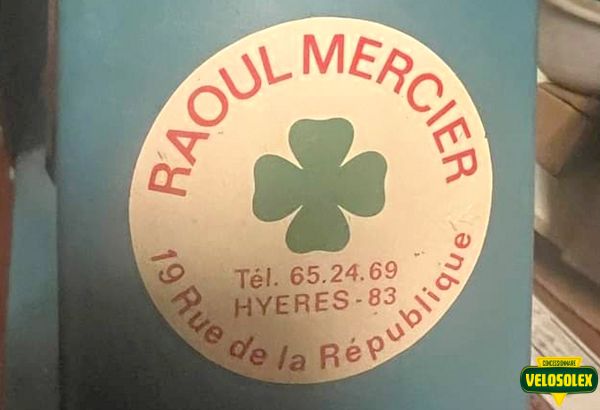 RAOUL MERCIER
Tél. 65.24.69
HYERES - 83
19 Rue de la République
CONCESSIONNAIRE
VELOSOLEX